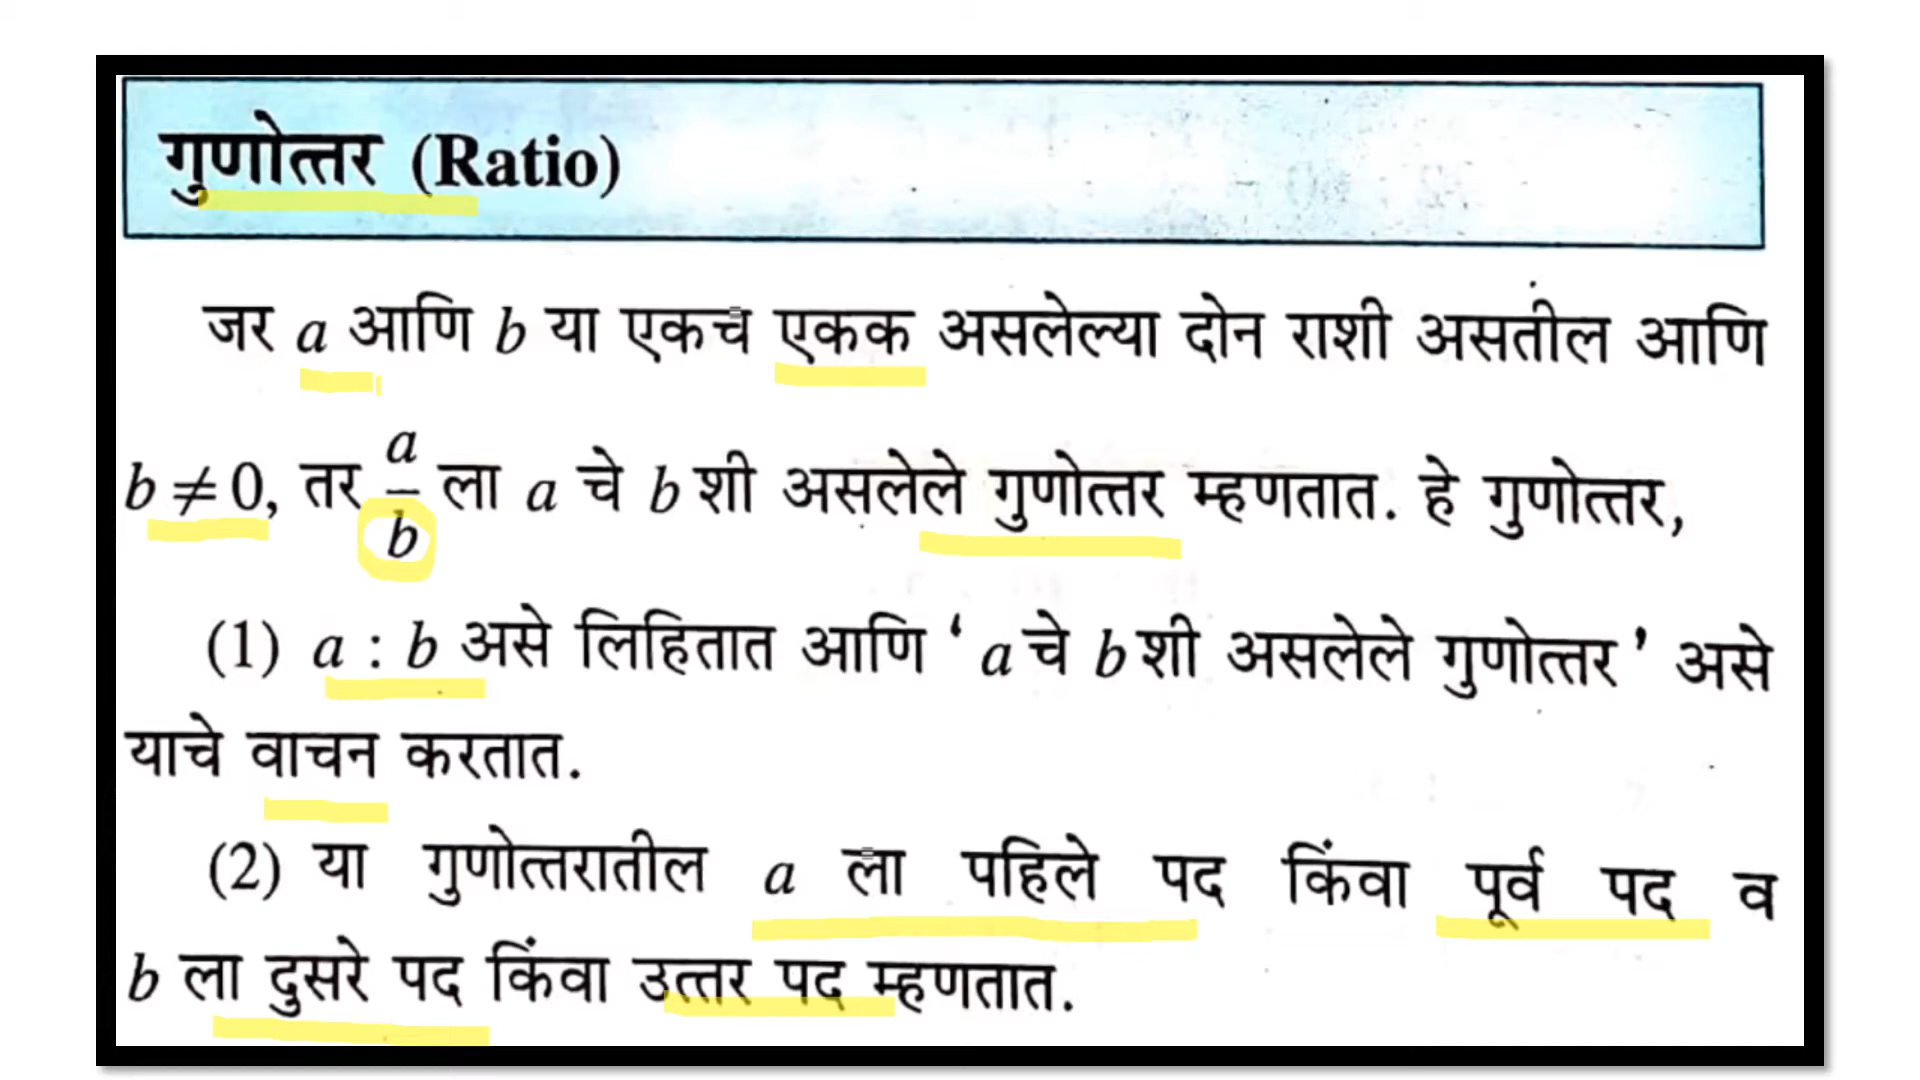 गुणोत्तर (Ratio)
जर a आणि b या एकच एकक असलेल्या दोन राशी असतील आणि
b ≠ 0, तर a/b ला a चे b शी असलेले गुणोत्तर म्हणतात. हे गुणोत्तर,
(1) a : b असे लिहितात आणि ‘ a चे b शी असलेले गुणोत्तर ’ असे
याचे वाचन करतात.
(2) या गुणोत्तरातील a ला पहिले पद किंवा पूर्व पद व
b ला दुसरे पद किंवा उत्तर पद म्हणतात.